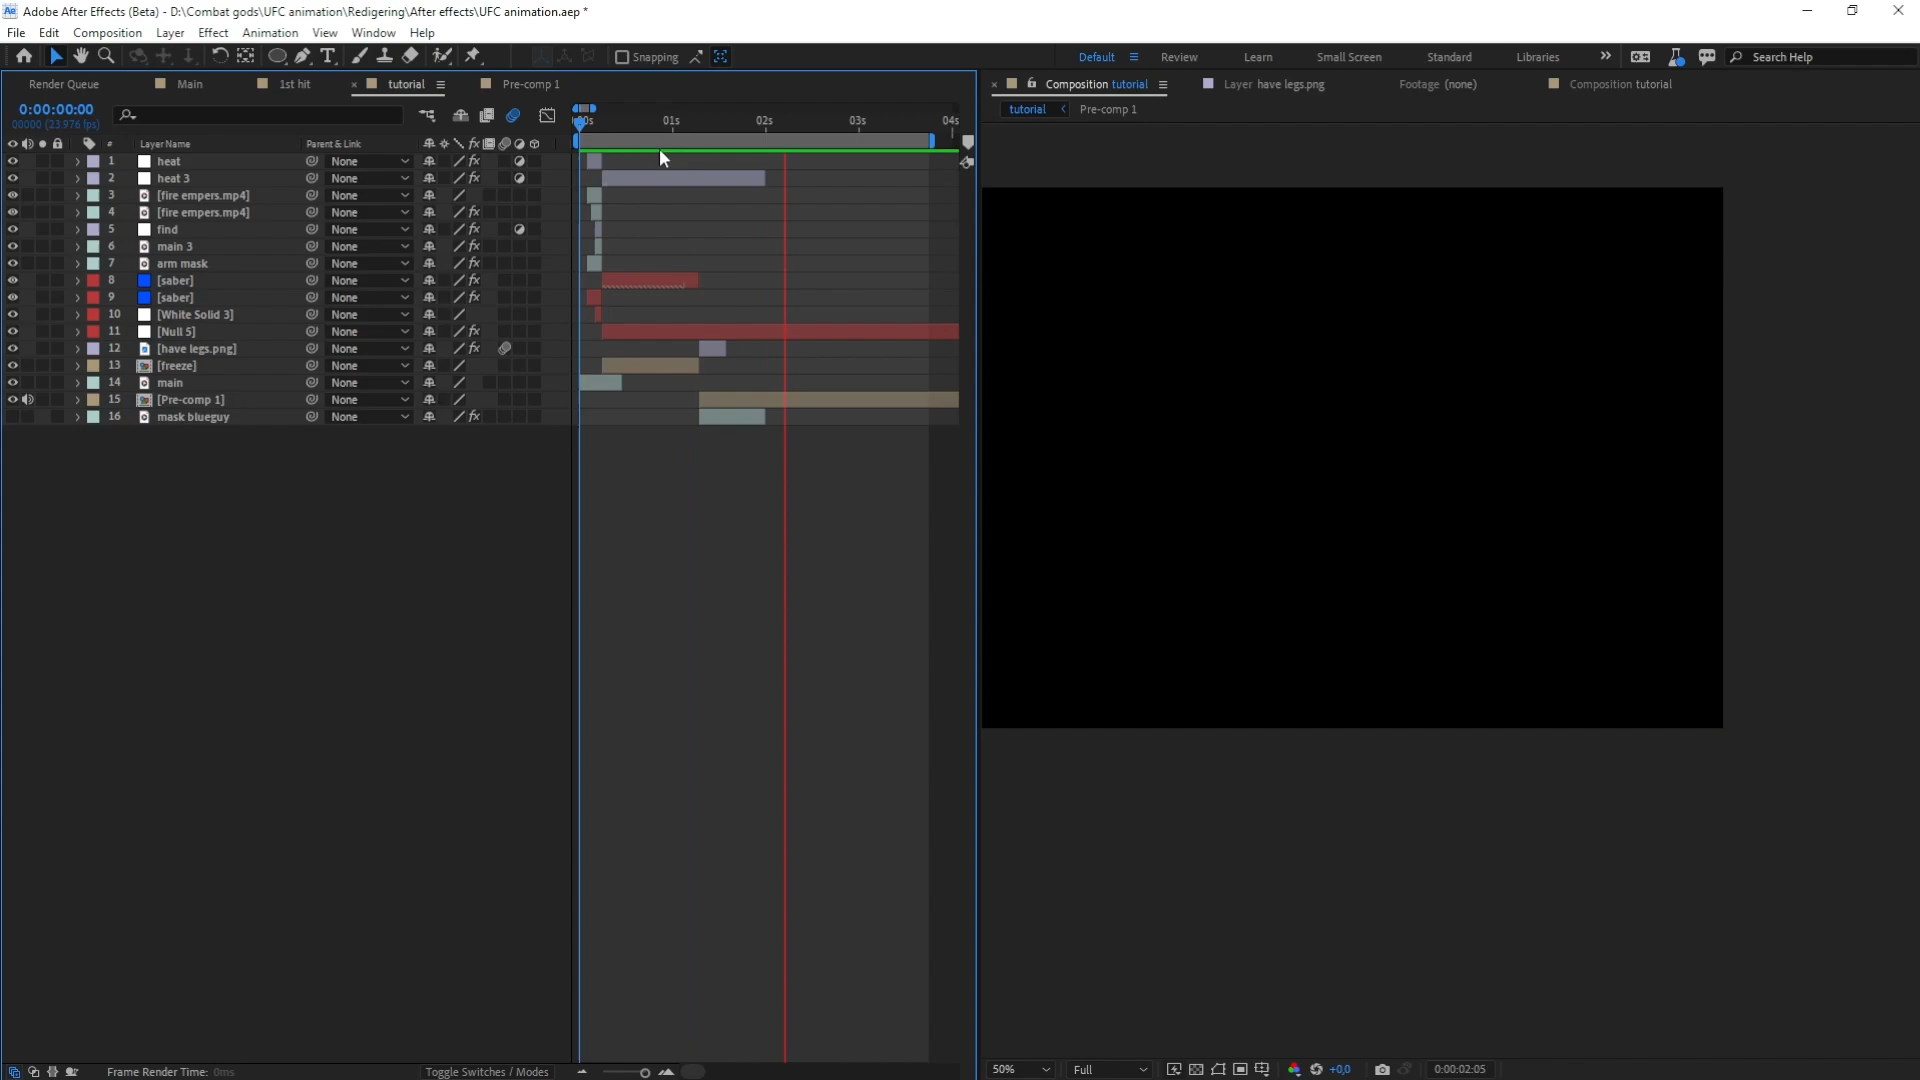 Adobe After Effects (Beta) - D:\Combat gods\UFC animation\Redigering\After effects\UFC animation.aep *
File Edit Composition Layer Effect Animation View Window Help
Snapping Default Review Learn Small Screen Standard Libraries Search Help
Render Queue Main 1st hit tutorial Pre-comp 1 Composition tutorial Layer have legs.png Footage (none) Composition tutorial
0:00:00:00 tutorial Pre-comp 1
00000 (23.976 fps) 01s 02s 03s 04s
# Layer Name Parent & Link
1 heat None
2 heat 3 None
3 [fire empers.mp4] None
4 [fire empers.mp4] None
5 find None
6 main 3 None
7 arm mask None
8 [saber] None
9 [saber] None
10 [White Solid 3] None
11 [Null 5] None
12 [have legs.png] None
13 [freeze] None
14 main None
15 [Pre-comp 1] None
16 mask blueguy None
Frame Render Time: 0ms Toggle Switches / Modes 50% Full +0,0 0:00:02:05